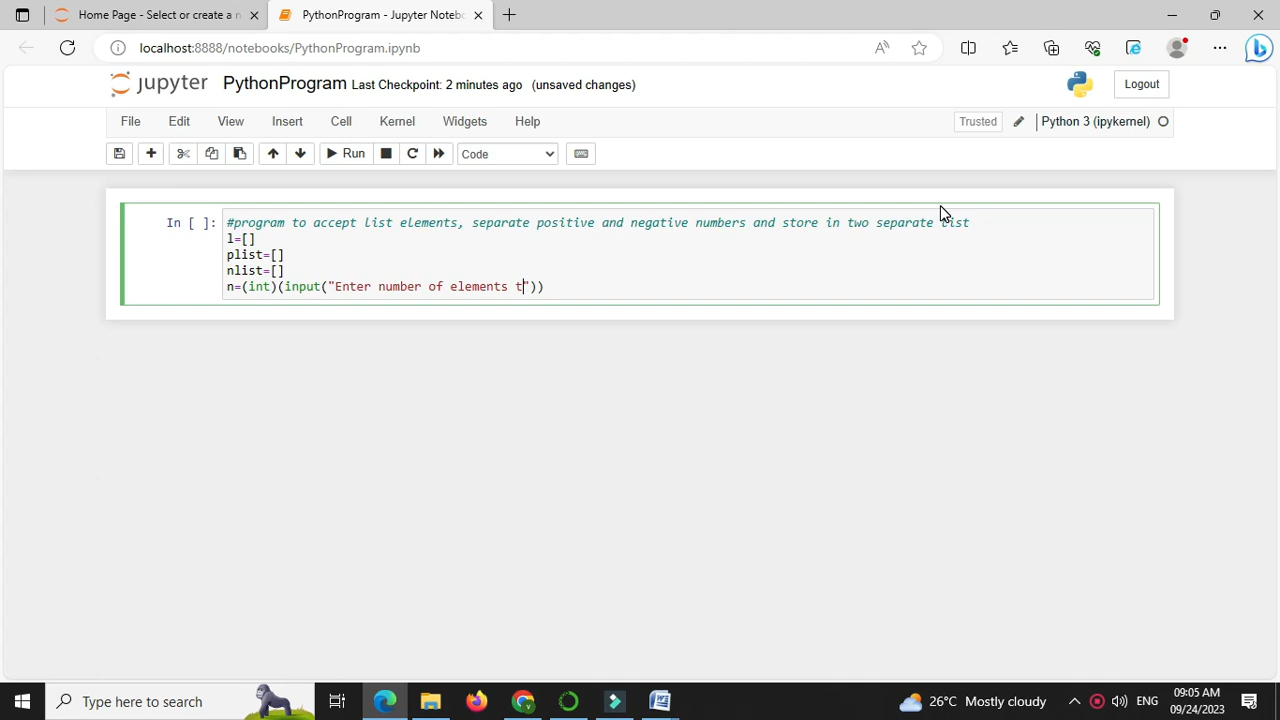 Home Page - Select or create a n
PythonProgram - Jupyter Noteb
localhost:8888/notebooks/PythonProgram.ipynb
jupyter PythonProgram Last Checkpoint: 2 minutes ago (unsaved changes) Logout
File Edit View Insert Cell Kernel Widgets Help Trusted Python 3 (ipykernel)
Run Code
In [ ]: #program to accept list elements, separate positive and negative numbers and store in two separate list
l=[]
plist=[]
nlist=[]
n=(int)(input("Enter number of elements t"))
Type here to search 26°C Mostly cloudy ENG 09:05 AM
09/24/2023